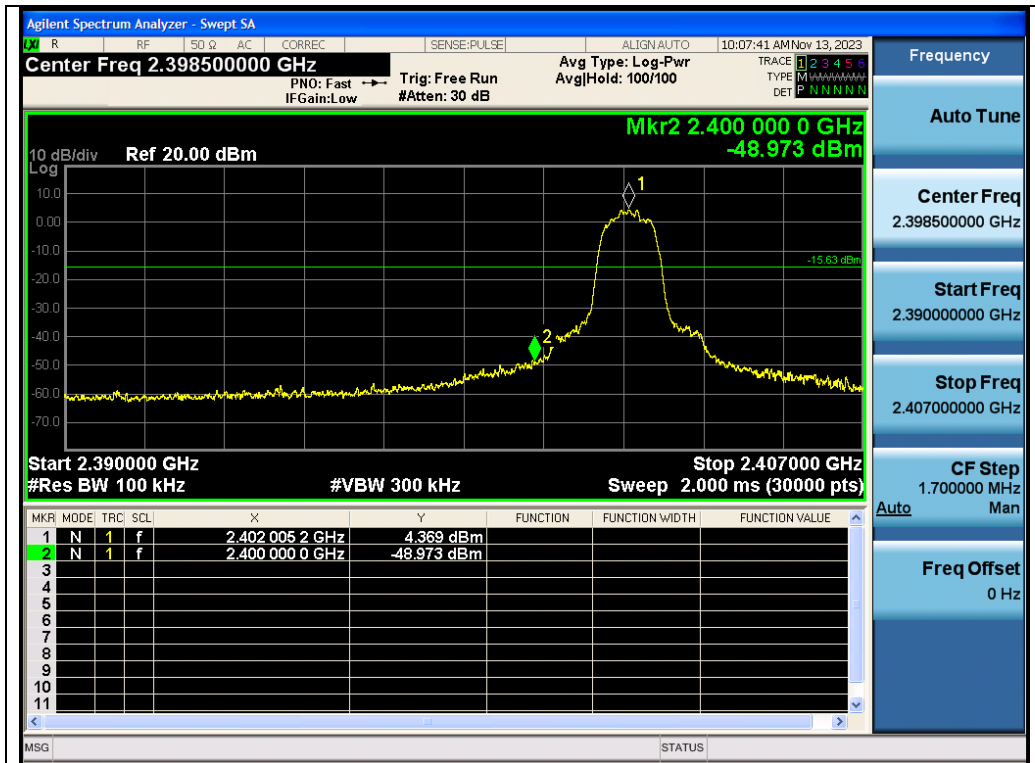 Agilent Spectrum Analyzer - Swept SA
LXI R RF 50 Ω AC CORREC SENSE:PULSE ALIGN AUTO 10:07:41 AM Nov 13, 2023
Center Freq 2.398500000 GHz
PNO: Fast
IFGain:Low
Trig: Free Run
#Atten: 30 dB
Avg Type: Log-Pwr
Avg|Hold: 100/100
TRACE 1 2 3 4 5 6
TYPE M WWWWW
DET P N N N N N
Mkr2 2.400 000 0 GHz
-48.973 dBm
10 dB/div Ref 20.00 dBm
Log
10.0
0.00
-10.0
-20.0
-30.0
-40.0
-50.0
-60.0
-70.0
1
2
-15.63 dBm
Start 2.390000 GHz Stop 2.407000 GHz
#Res BW 100 kHz #VBW 300 kHz Sweep 2.000 ms (30000 pts)
MKR MODE TRC SCL X Y FUNCTION FUNCTION WIDTH FUNCTION VALUE
1 N 1 f 2.402 005 2 GHz 4.369 dBm
2 N 1 f 2.400 000 0 GHz -48.973 dBm
3
4
5
6
7
8
9
10
11
MSG STATUS
Frequency
Auto Tune
Center Freq
2.398500000 GHz
Start Freq
2.390000000 GHz
Stop Freq
2.407000000 GHz
CF Step
1.700000 MHz
Auto Man
Freq Offset
0 Hz